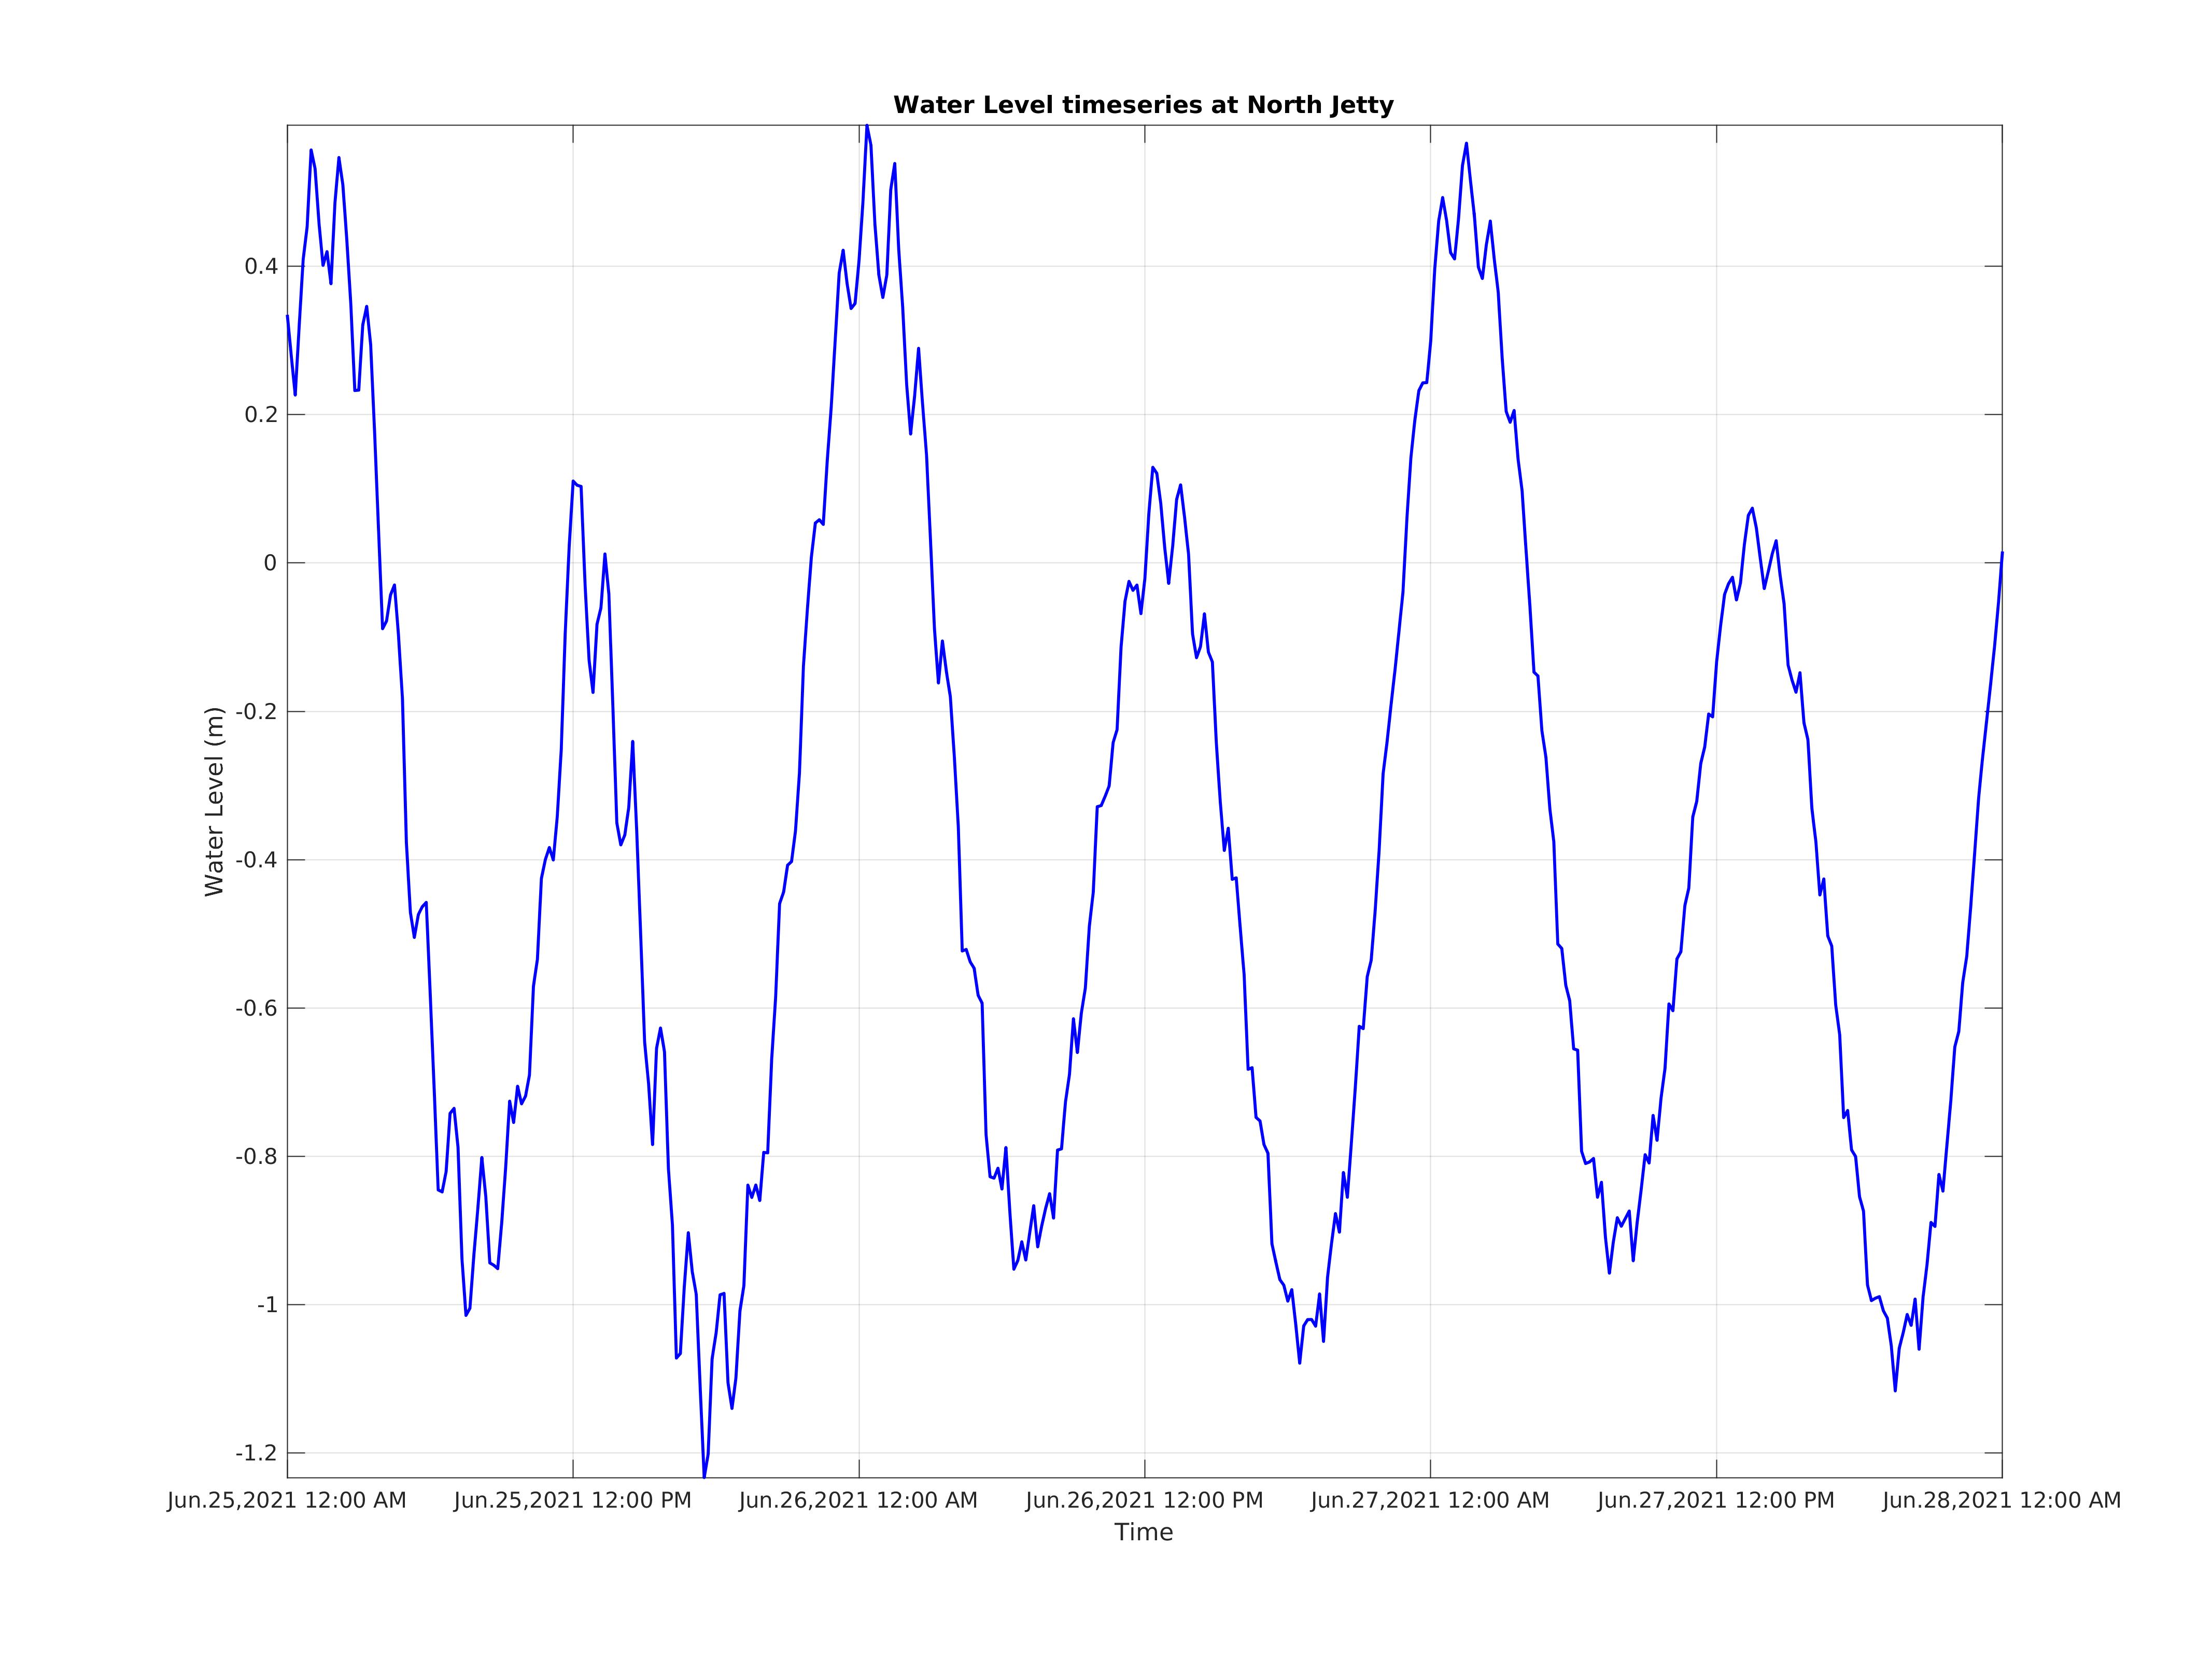 Water Level timeseries at North Jetty
0.4
0.2
0
-0.2
-0.4
-0.6
-0.8
-1
-1.2
Water Level (m)
Jun.25,2021 12:00 AM Jun.25,2021 12:00 PM Jun.26,2021 12:00 AM Jun.26,2021 12:00 PM Jun.27,2021 12:00 AM Jun.27,2021 12:00 PM Jun.28,2021 12:00 AM
Time